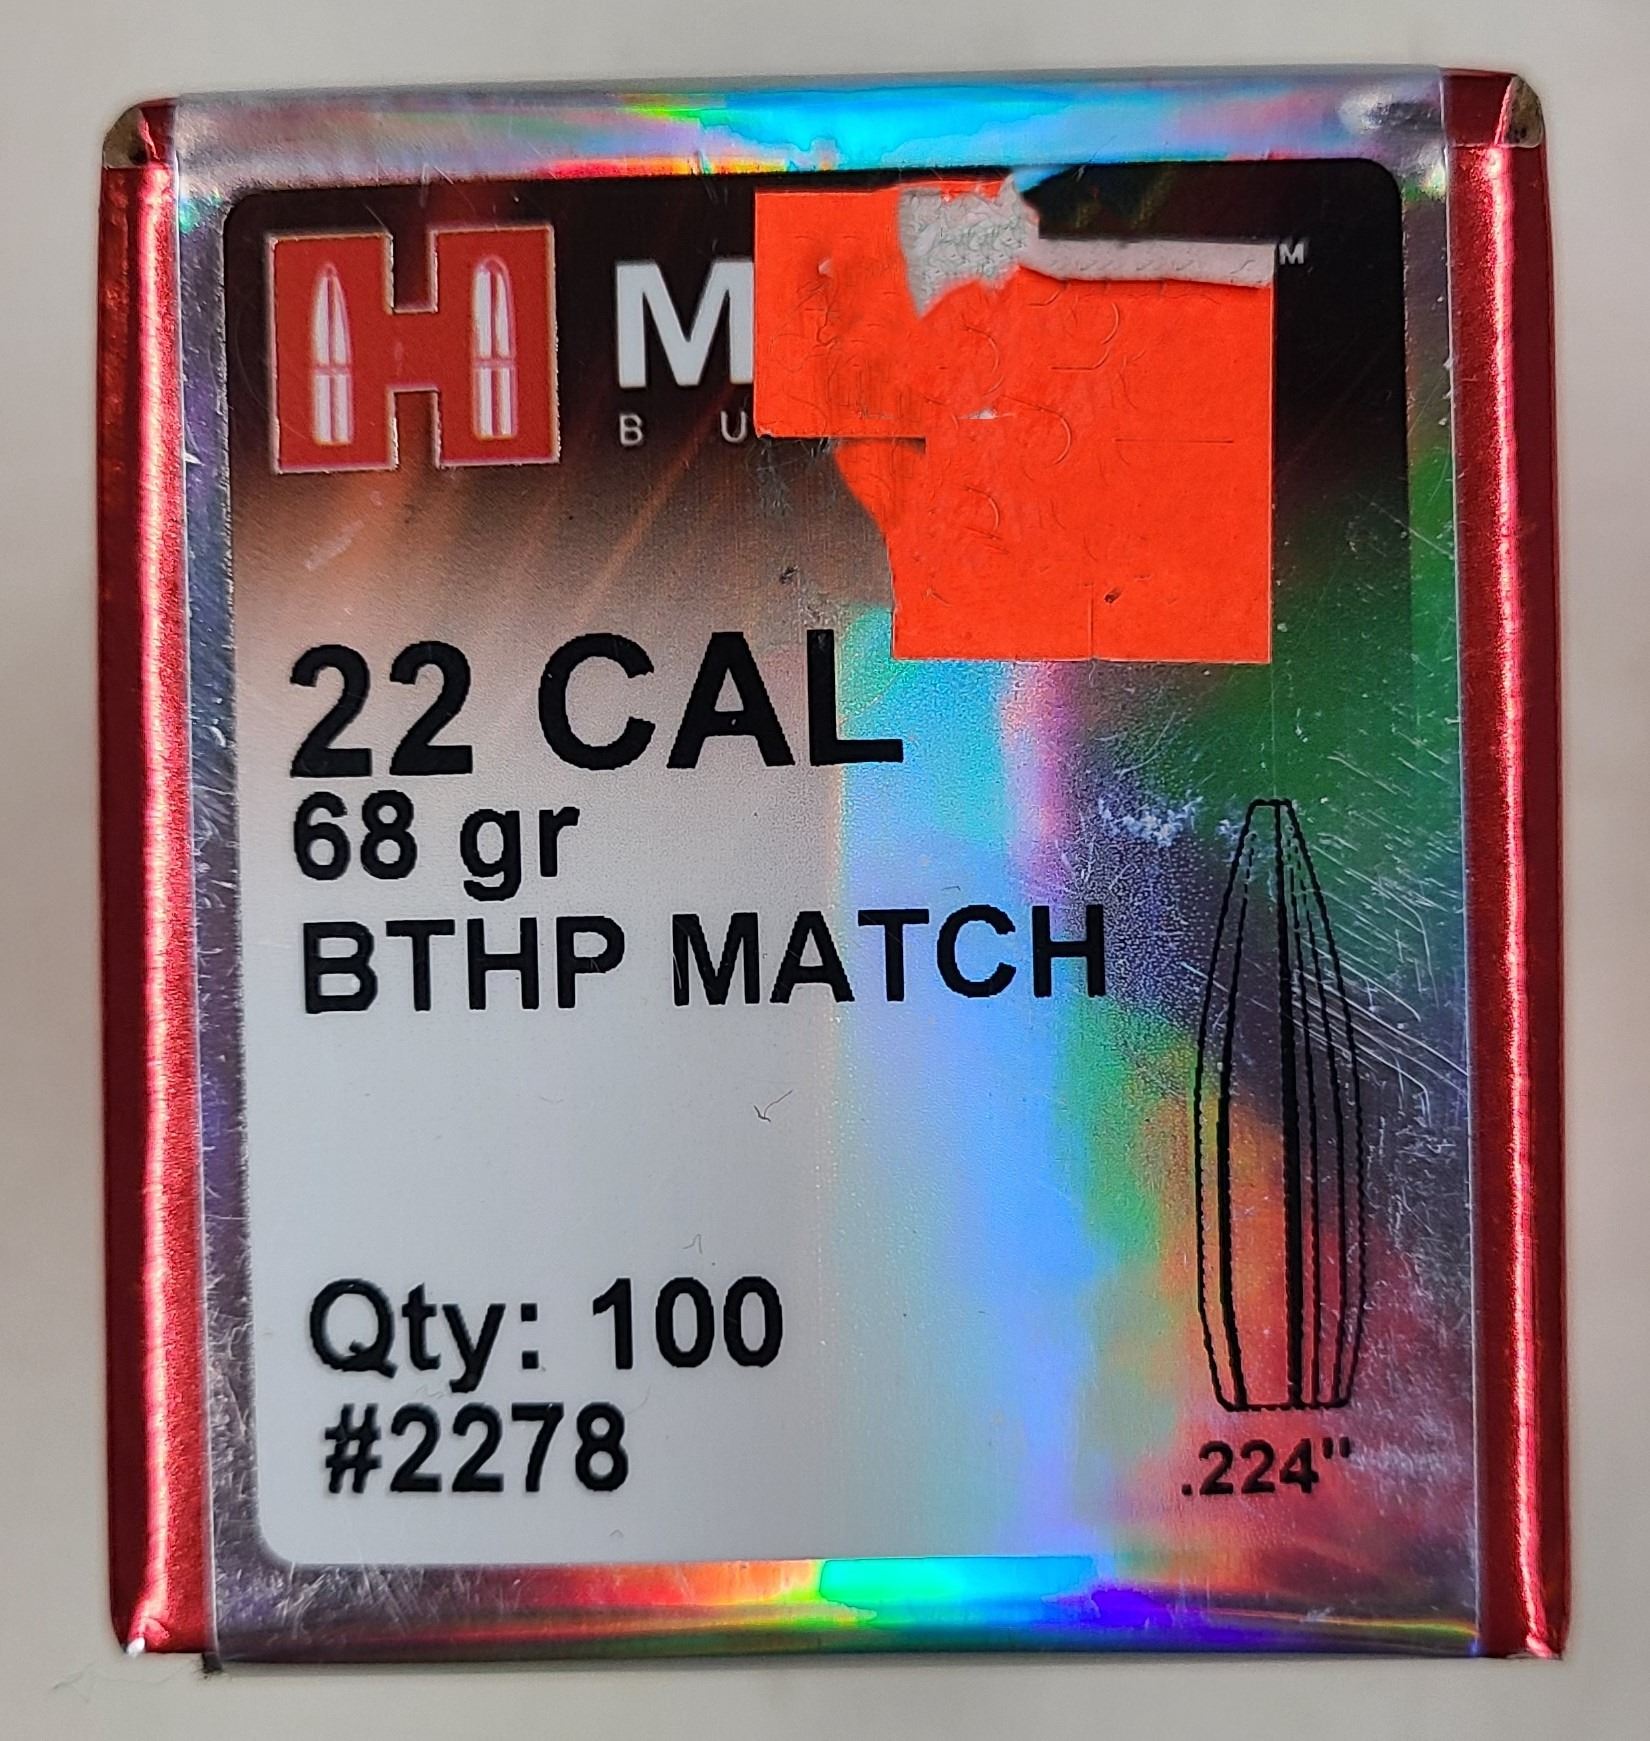 M
B U
™
22 CAL
68 gr
BTHP MATCH
Qty: 100
#2278
.224"